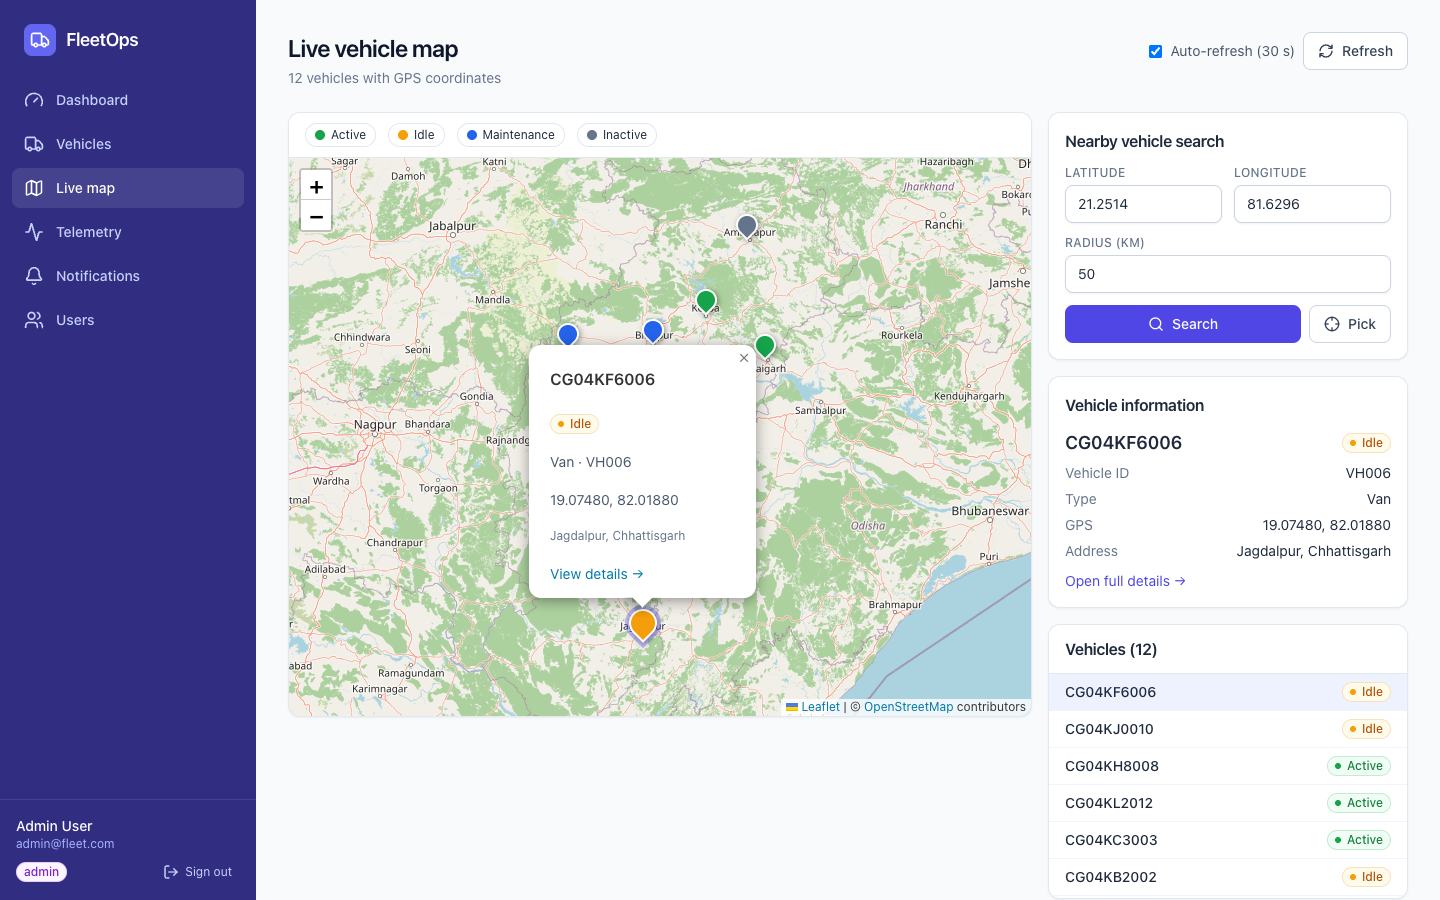 FleetOps
Dashboard
Vehicles
Live map
Telemetry
Notifications
Users
Admin User
admin@fleet.com
admin
Sign out
Live vehicle map
12 vehicles with GPS coordinates
Auto-refresh (30 s)
Refresh
Active
Idle
Maintenance
Inactive
+
−
Sagar
Damoh
Katni
Hazaribagh
Jharkhand
Jabalpur
Ranchi
Mandla
Chhindwara
Seoni
Rourkela
Gondia
Sambalpur
Kendujhargarh
Nagpur
Bhandara
Wardha
Torgaon
Bhubaneswar
Odisha
Chandrapur
Puri
Adilabad
Brahmapur
Ramagundam
Karimnagar
CG04KF6006
×
Idle
Van · VH006
19.07480, 82.01880
Jagdalpur, Chhattisgarh
View details →
Leaflet | © OpenStreetMap contributors
Nearby vehicle search
LATITUDE
LONGITUDE
21.2514
81.6296
RADIUS (KM)
50
Search
Pick
Vehicle information
CG04KF6006
Idle
Vehicle ID
VH006
Type
Van
GPS
19.07480, 82.01880
Address
Jagdalpur, Chhattisgarh
Open full details →
Vehicles (12)
CG04KF6006
Idle
CG04KJ0010
Idle
CG04KH8008
Active
CG04KL2012
Active
CG04KC3003
Active
CG04KB2002
Idle